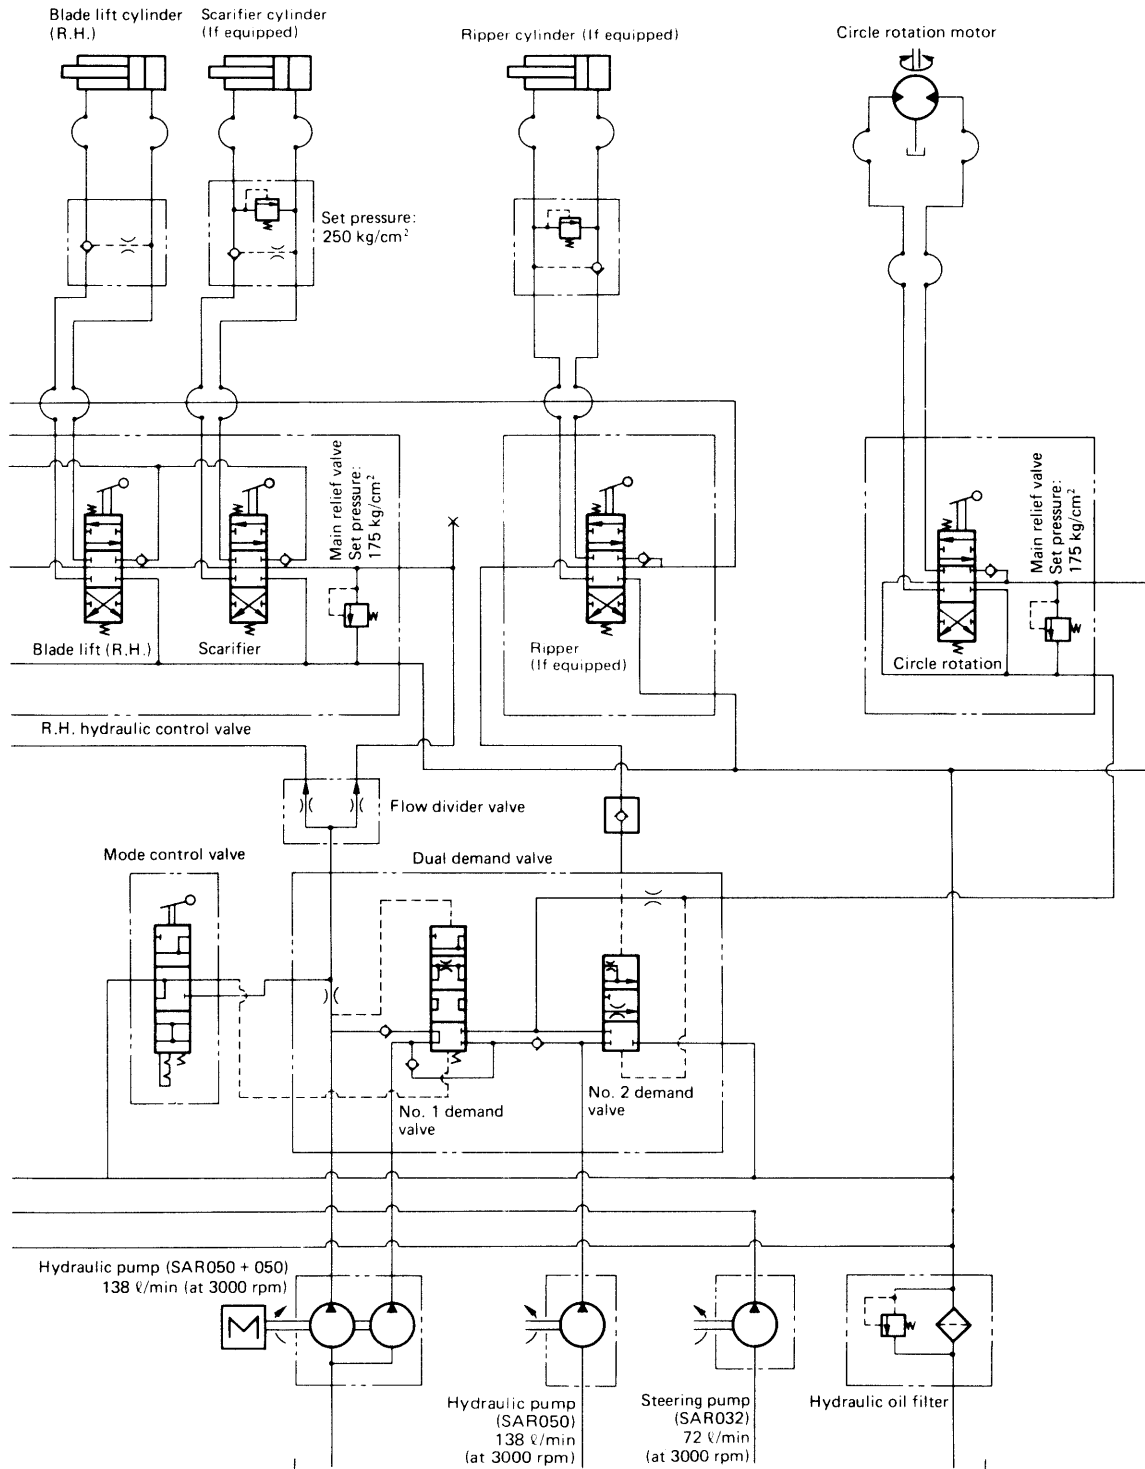 Blade lift cylinder
(R.H.)
Scarifier cylinder
(If equipped)
Ripper cylinder (If equipped)
Circle rotation motor
Set pressure:
250 kg/cm²
Main relief valve
Set pressure:
175 kg/cm²
Main relief valve
Set pressure:
175 kg/cm²
Blade lift (R.H.)
Scarifier
Ripper
(If equipped)
Circle rotation
R.H. hydraulic control valve
Flow divider valve
Mode control valve
Dual demand valve
No. 1 demand
valve
No. 2 demand
valve
Hydraulic pump (SAR050 + 050)
138 ℓ/min (at 3000 rpm)
M
Hydraulic pump
(SAR050)
138 ℓ/min
(at 3000 rpm)
Steering pump
(SAR032)
72 ℓ/min
(at 3000 rpm)
Hydraulic oil filter